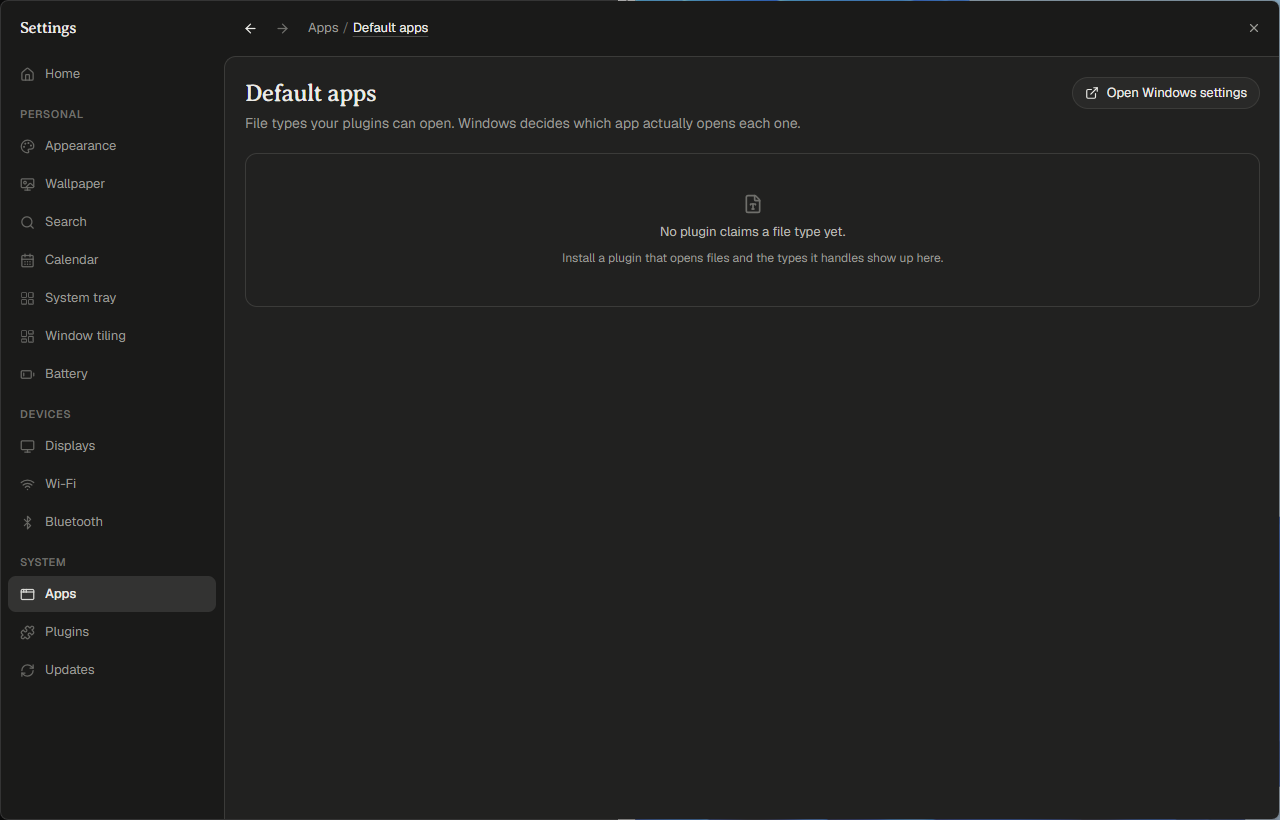 Settings
Apps / Default apps
Home
PERSONAL
Appearance
Wallpaper
Search
Calendar
System tray
Window tiling
Battery
DEVICES
Displays
Wi-Fi
Bluetooth
SYSTEM
Apps
Plugins
Updates
Default apps
Open Windows settings
File types your plugins can open. Windows decides which app actually opens each one.
No plugin claims a file type yet.
Install a plugin that opens files and the types it handles show up here.